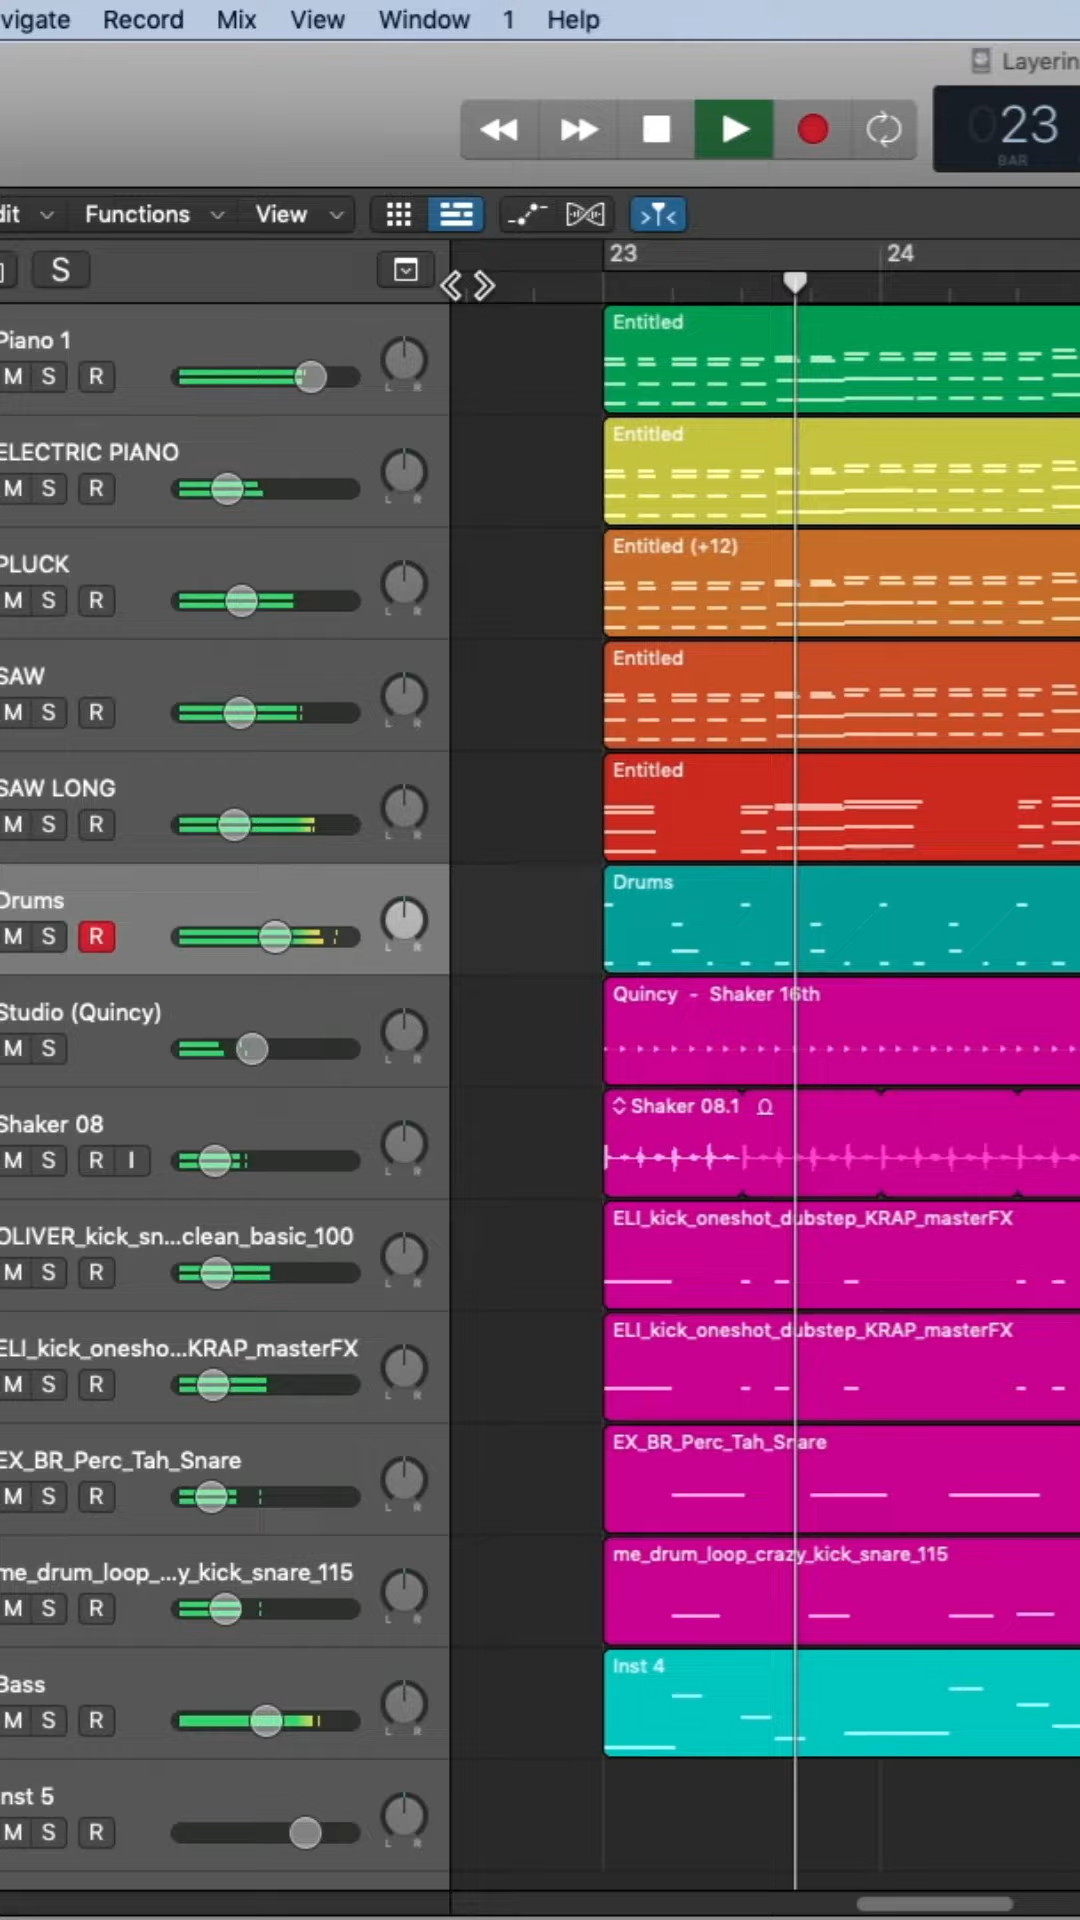 vigate Record Mix View Window 1 Help
Layerin
023
BAR
dit Functions View
S
23 24
Piano 1
M S R
L R
Entitled
ELECTRIC PIANO
M S R
L R
Entitled
PLUCK
M S R
L R
Entitled (+12)
SAW
M S R
L R
Entitled
SAW LONG
M S R
L R
Entitled
Drums
M S R
L R
Drums
Studio (Quincy)
M S
L R
Quincy - Shaker 16th
Shaker 08
M S R I
L R
Shaker 08.1
OLIVER_kick_sn...clean_basic_100
M S R
L R
ELI_kick_oneshot_dubstep_KRAP_masterFX
ELI_kick_onesho...KRAP_masterFX
M S R
L R
ELI_kick_oneshot_dubstep_KRAP_masterFX
EX_BR_Perc_Tah_Snare
M S R
L R
EX_BR_Perc_Tah_Snare
me_drum_loop_...y_kick_snare_115
M S R
L R
me_drum_loop_crazy_kick_snare_115
Bass
M S R
L R
Inst 4
nst 5
M S R
L R